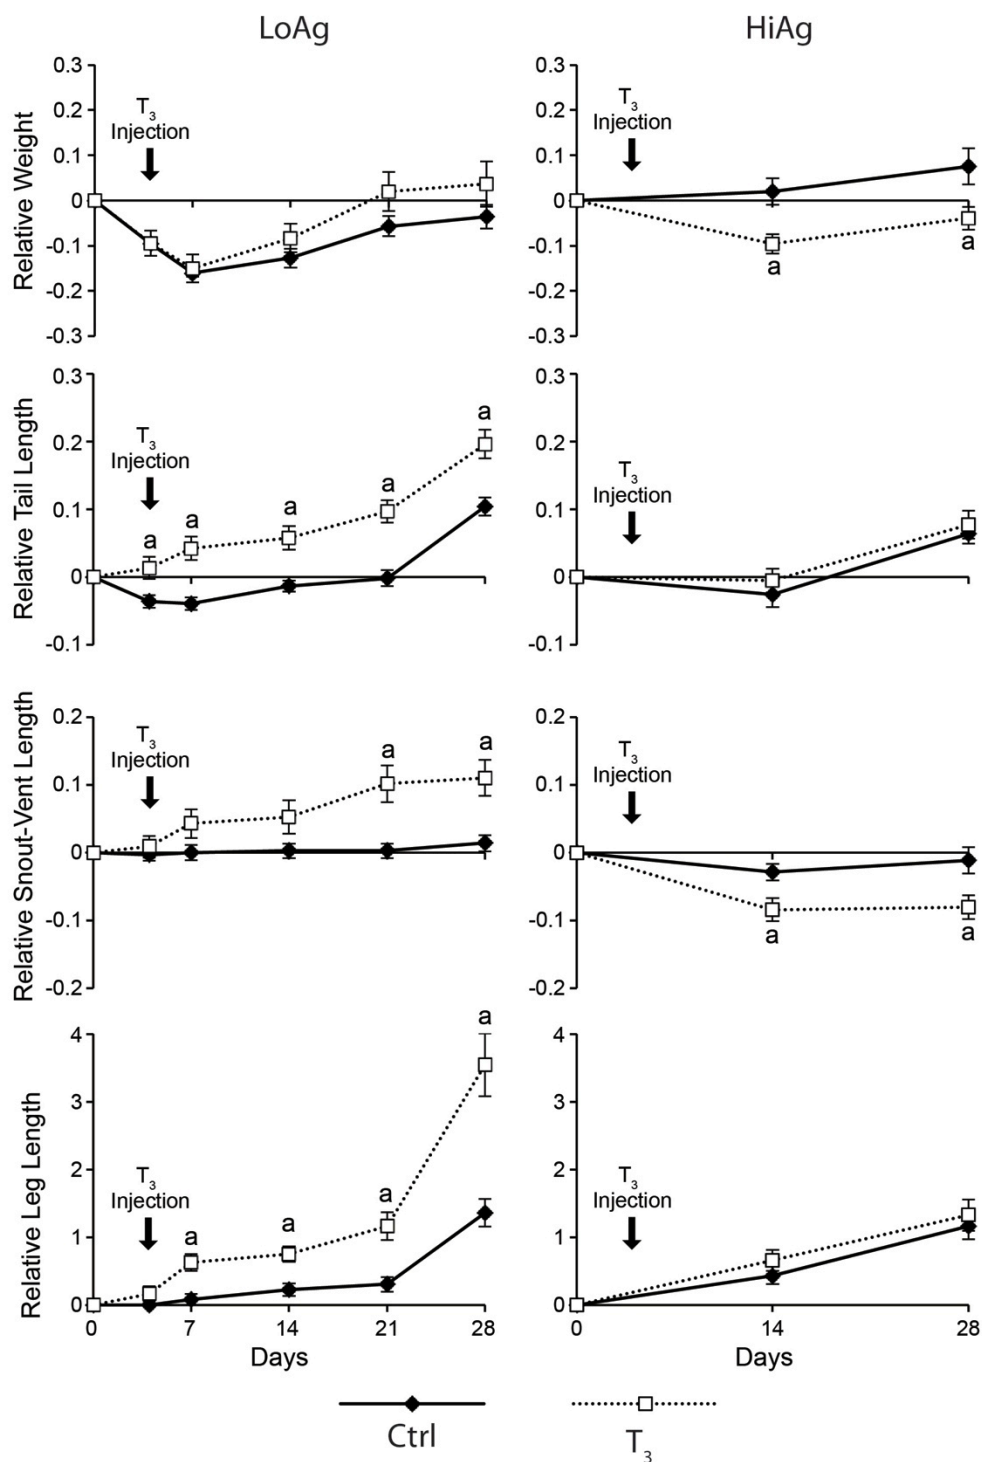 LoAg
HiAg
Relative Weight
0.3
0.2
0.1
0
-0.1
-0.2
-0.3
T3
Injection
0.3
0.2
0.1
0
-0.1
-0.2
-0.3
T3
Injection
a
a
Relative Tail Length
0.3
0.2
0.1
0
-0.1
T3
Injection
a
a
a
a
a
0.3
0.2
0.1
0
-0.1
T3
Injection
Relative Snout-Vent Length
0.2
0.1
0
-0.1
-0.2
T3
Injection
a
a
0.2
0.1
0
-0.1
-0.2
T3
Injection
a
a
Relative Leg Length
4
3
2
1
0
T3
Injection
a
a
a
a
0
7
14
21
28
Days
4
3
2
1
0
T3
Injection
0
14
28
Days
Ctrl
T3